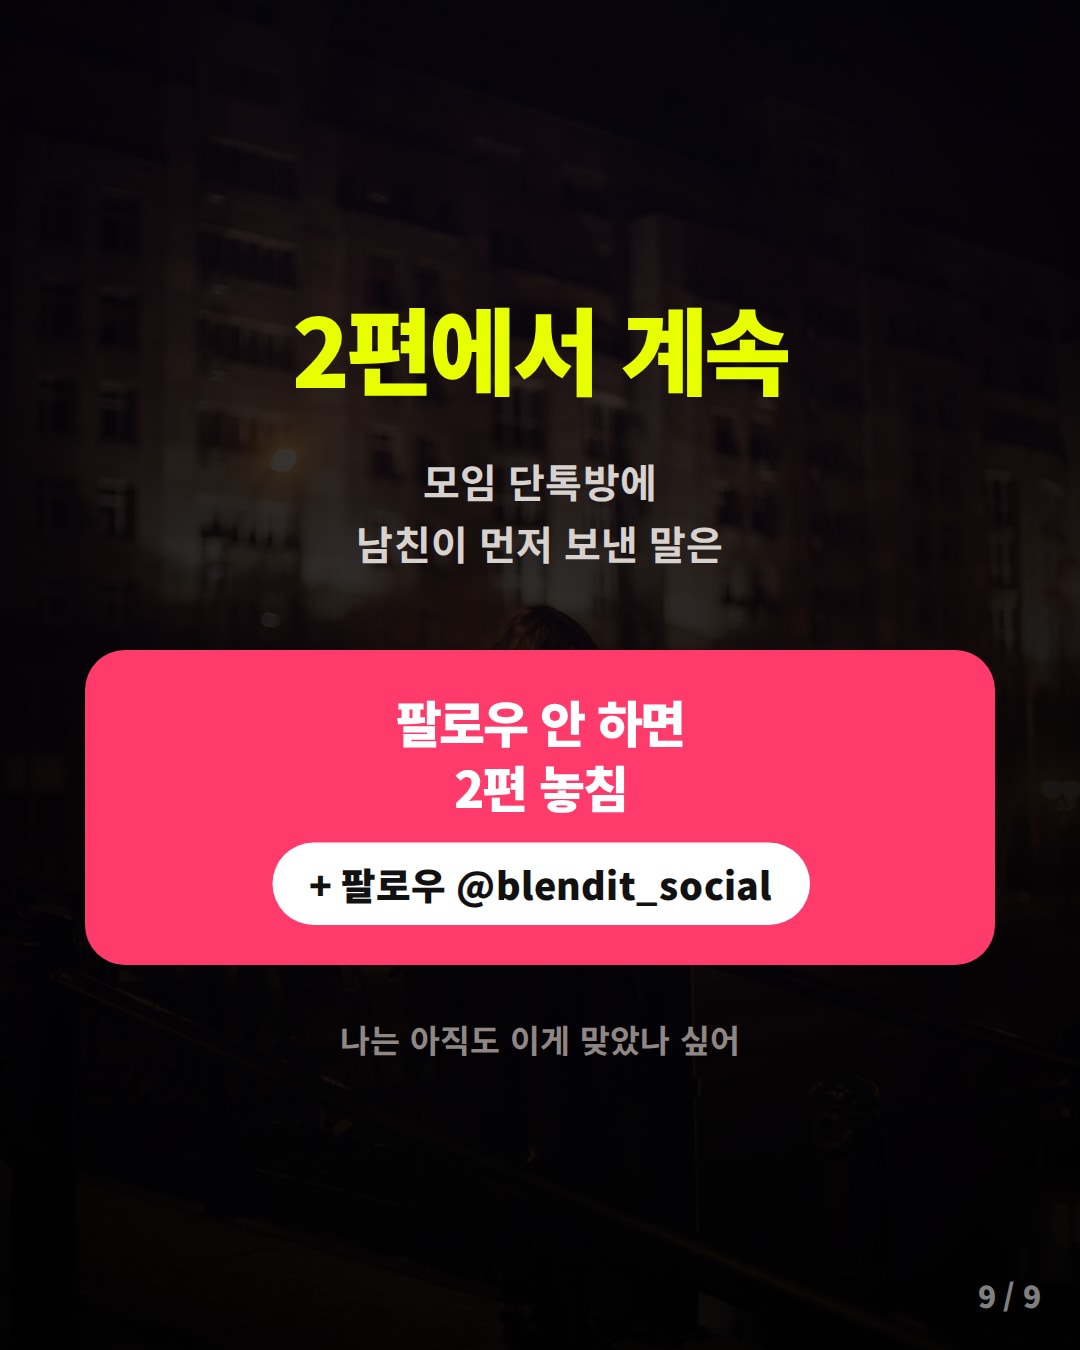 2편에서 계속
모임 단톡방에
남친이 먼저 보낸 말은
팔로우 안 하면
2편 놓침
+ 팔로우 @blendit_social
나는 아직도 이게 맞았나 싶어
9 / 9